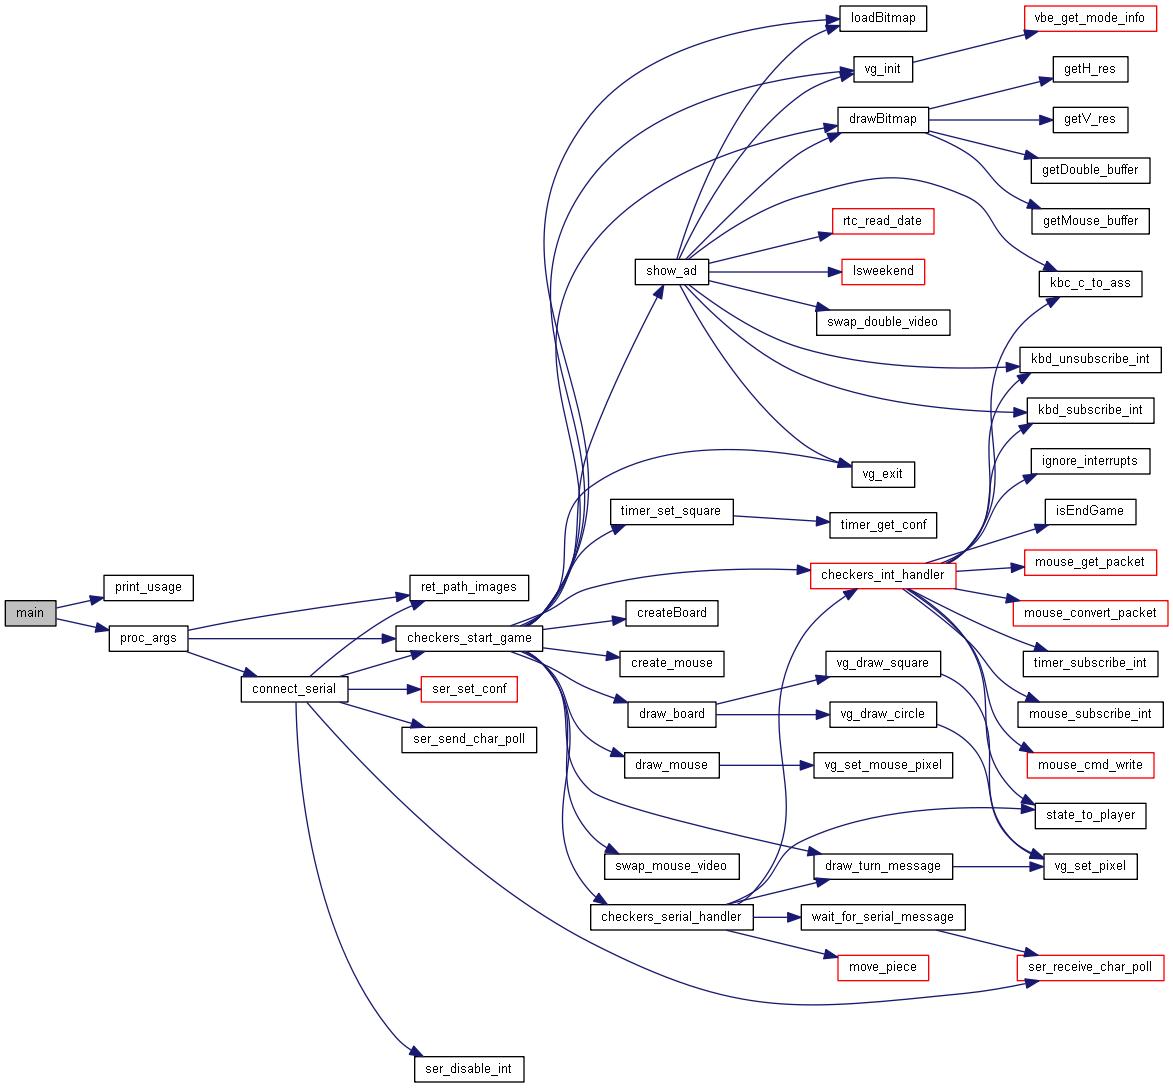 main
print_usage
proc_args
connect_serial
ret_path_images
checkers_start_game
ser_set_conf
ser_send_char_poll
ser_disable_int
show_ad
timer_set_square
createBoard
create_mouse
draw_board
draw_mouse
swap_mouse_video
checkers_serial_handler
loadBitmap
vg_init
drawBitmap
rtc_read_date
Isweekend
swap_double_video
vg_exit
timer_get_conf
checkers_int_handler
vg_draw_square
vg_draw_circle
vg_set_mouse_pixel
draw_turn_message
wait_for_serial_message
move_piece
vbe_get_mode_info
getH_res
getV_res
getDouble_buffer
getMouse_buffer
kbc_c_to_ass
kbd_unsubscribe_int
kbd_subscribe_int
ignore_interrupts
isEndGame
mouse_get_packet
mouse_convert_packet
timer_subscribe_int
mouse_subscribe_int
mouse_cmd_write
state_to_player
vg_set_pixel
ser_receive_char_poll